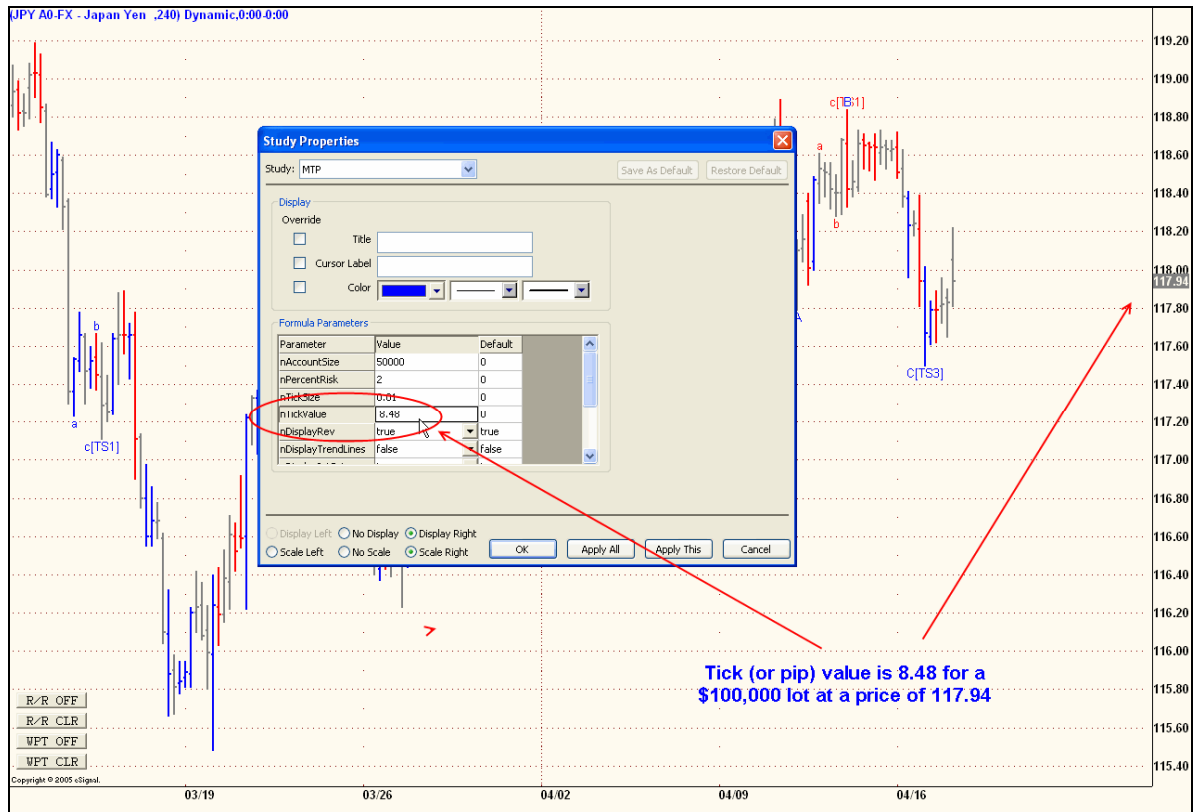 (JPY A0-FX - Japan Yen ,240) Dynamic,0:00-0:00
119.20
119.00
118.80
118.60
118.40
118.20
118.00
117.94
117.80
117.60
117.40
117.20
117.00
116.80
116.60
116.40
116.20
116.00
115.80
115.60
115.40
b
a
c[TS1]
a
b
A
C[TS3]
Study Properties
Study: MTP
Save As Default Restore Default
Display
Override
Title
Cursor Label
Color
Formula Parameters
Parameter Value Default
nAccountSize 50000 0
nPercentRisk 2 0
nTickSize 0.01 0
nTickValue 8.48 0
nDisplayRev true true
nDisplayTrendLines false false
Display Left No Display Display Right
Scale Left No Scale Scale Right OK Apply All Apply This Cancel
Tick (or pip) value is 8.48 for a
$100,000 lot at a price of 117.94
R/R OFF
R/R CLR
WPT OFF
WPT CLR
Copyright © 2005 eSignal.
03/19 03/26 04/02 04/09 04/16